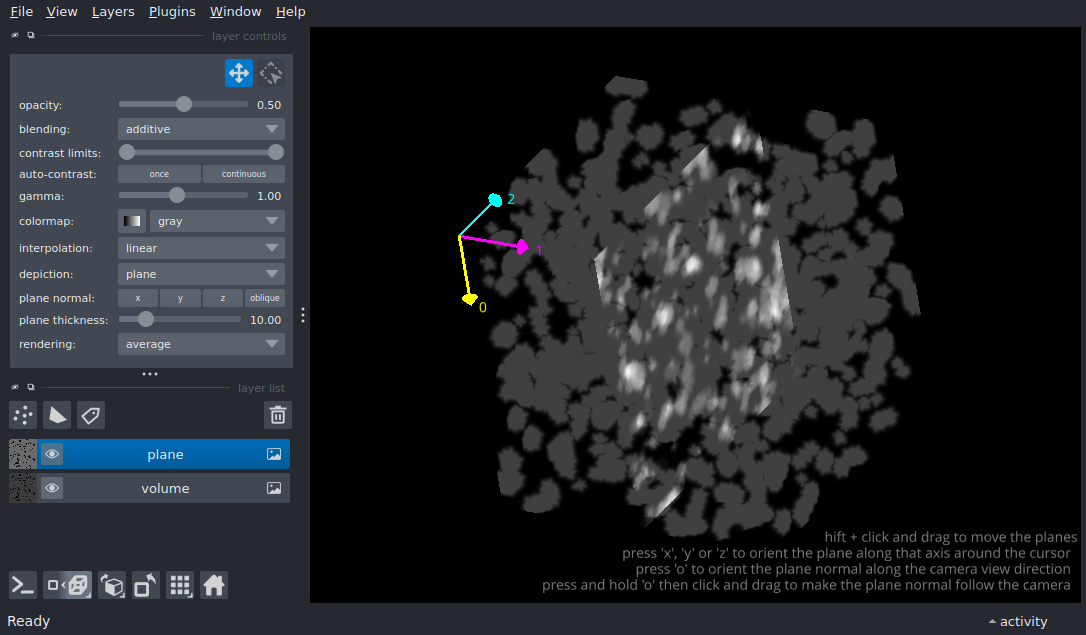 File View Layers Plugins Window Help
layer controls
opacity: 0.50
blending: additive
contrast limits:
auto-contrast: once continuous
gamma: 1.00
colormap: gray
interpolation: linear
depiction: plane
plane normal: x y z oblique
plane thickness: 10.00
rendering: average
layer list
plane
volume
2
1
0
hift + click and drag to move the planes
press 'x', 'y' or 'z' to orient the plane along that axis around the cursor
press 'o' to orient the plane normal along the camera view direction
press and hold 'o' then click and drag to make the plane normal follow the camera
Ready
activity